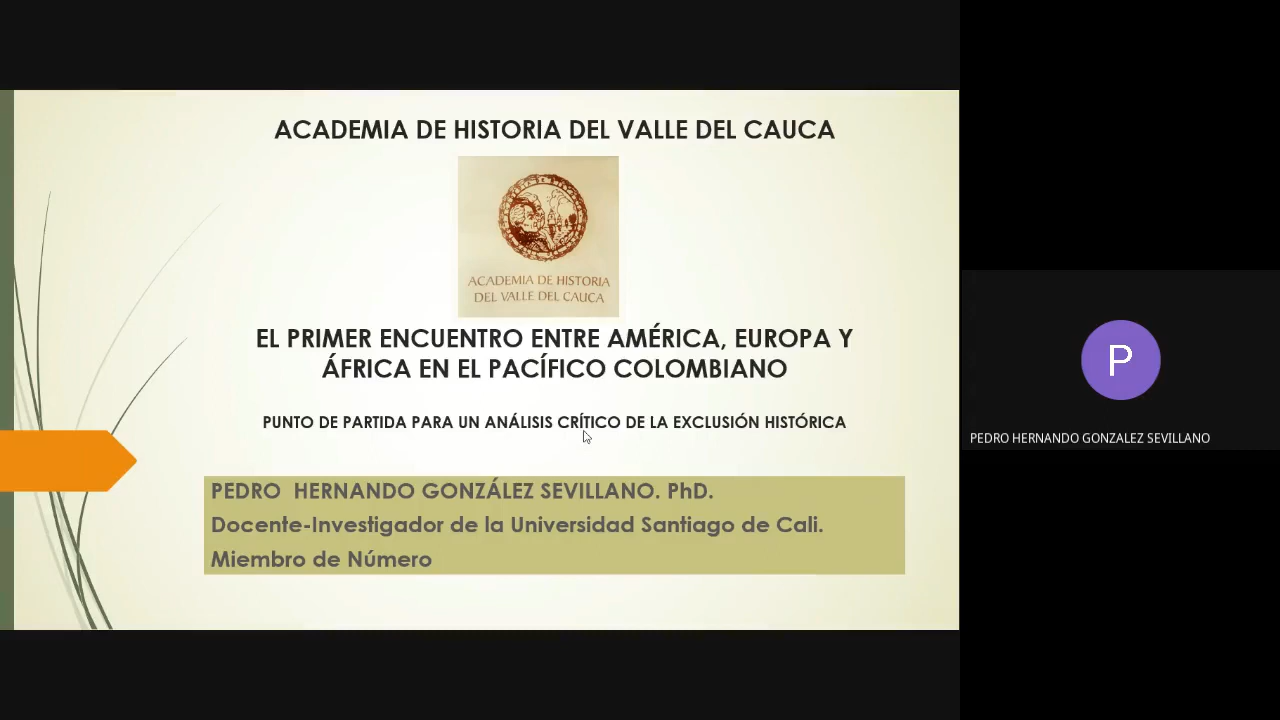 ACADEMIA DE HISTORIA DEL VALLE DEL CAUCA
ACADEMIA DE HISTORIA
DEL VALLE DEL CAUCA
EL PRIMER ENCUENTRO ENTRE AMÉRICA, EUROPA Y
ÁFRICA EN EL PACÍFICO COLOMBIANO
PUNTO DE PARTIDA PARA UN ANÁLISIS CRÍTICO DE LA EXCLUSIÓN HISTÓRICA
PEDRO  HERNANDO GONZÁLEZ SEVILLANO. PhD.
Docente-Investigador de la Universidad Santiago de Cali.
Miembro de Número
P
PEDRO HERNANDO GONZALEZ SEVILLANO